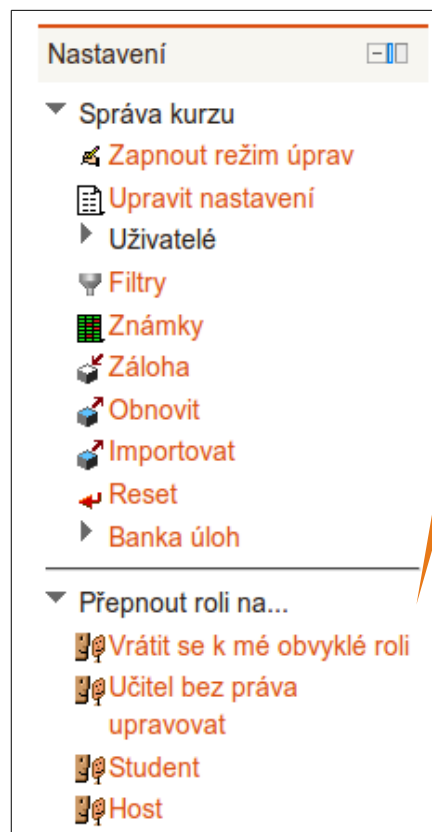 Nastavení
Správa kurzu
Zapnout režim úprav
Upravit nastavení
Uživatelé
Filtry
Známky
Záloha
Obnovit
Importovat
Reset
Banka úloh
Přepnout roli na...
Vrátit se k mé obvyklé roli
Učitel bez práva
upravovat
Student
Host